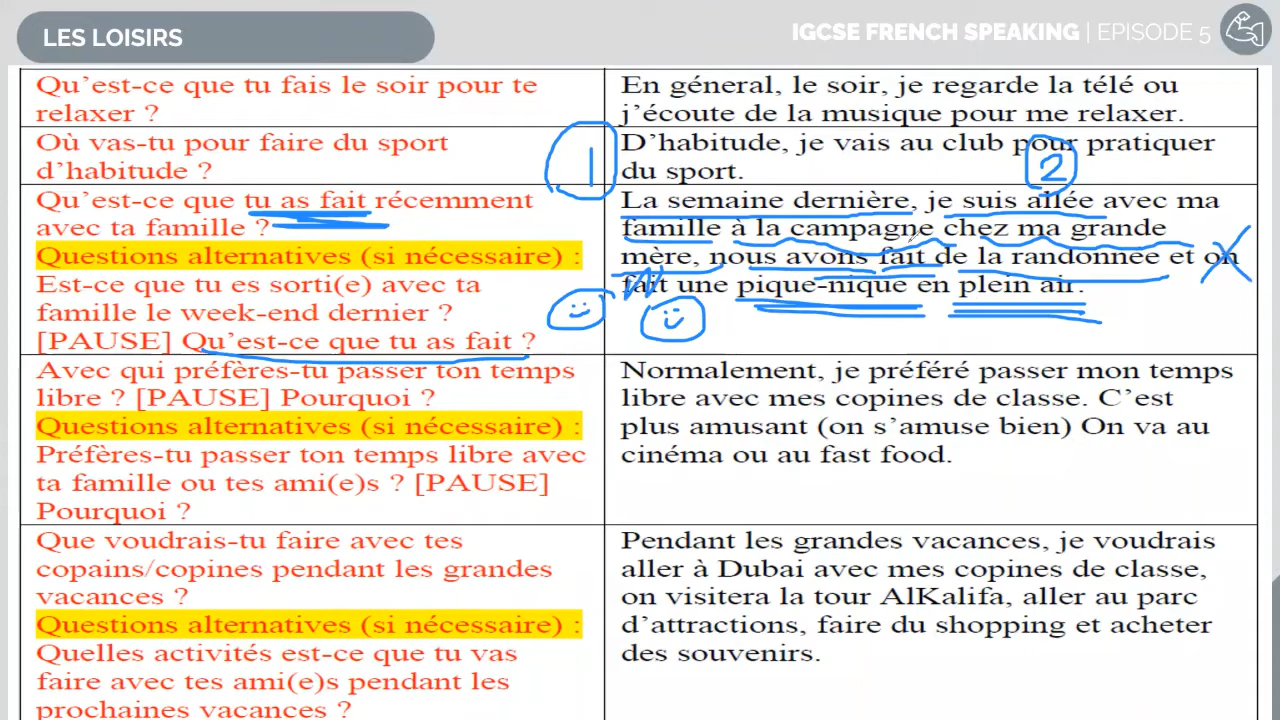 LES LOISIRS
IGCSE FRENCH SPEAKING | EPISODE 5
Qu’est-ce que tu fais le soir pour te
relaxer ?
En géneral, le soir, je regarde la télé ou
j’écoute de la musique pour me relaxer.
Où vas-tu pour faire du sport
d’habitude ?
1
D’habitude, je vais au club pour pratiquer
du sport.
2
Qu’est-ce que tu as fait récemment
avec ta famille ?
Questions alternatives (si nécessaire) :
Est-ce que tu es sorti(e) avec ta
famille le week-end dernier ?
[PAUSE] Qu’est-ce que tu as fait ?
La semaine dernière, je suis allée avec ma
famille à la campagne chez ma grande
mère, nous avons fait de la randonnée et on
fait une pique-nique en plein air.
Avec qui préfères-tu passer ton temps
libre ? [PAUSE] Pourquoi ?
Questions alternatives (si nécessaire) :
Préfères-tu passer ton temps libre avec
ta famille ou tes ami(e)s ? [PAUSE]
Pourquoi ?
Normalement, je préféré passer mon temps
libre avec mes copines de classe. C’est
plus amusant (on s’amuse bien) On va au
cinéma ou au fast food.
Que voudrais-tu faire avec tes
copains/copines pendant les grandes
vacances ?
Questions alternatives (si nécessaire) :
Quelles activités est-ce que tu vas
faire avec tes ami(e)s pendant les
prochaines vacances ?
Pendant les grandes vacances, je voudrais
aller à Dubai avec mes copines de classe,
on visitera la tour AlKalifa, aller au parc
d’attractions, faire du shopping et acheter
des souvenirs.